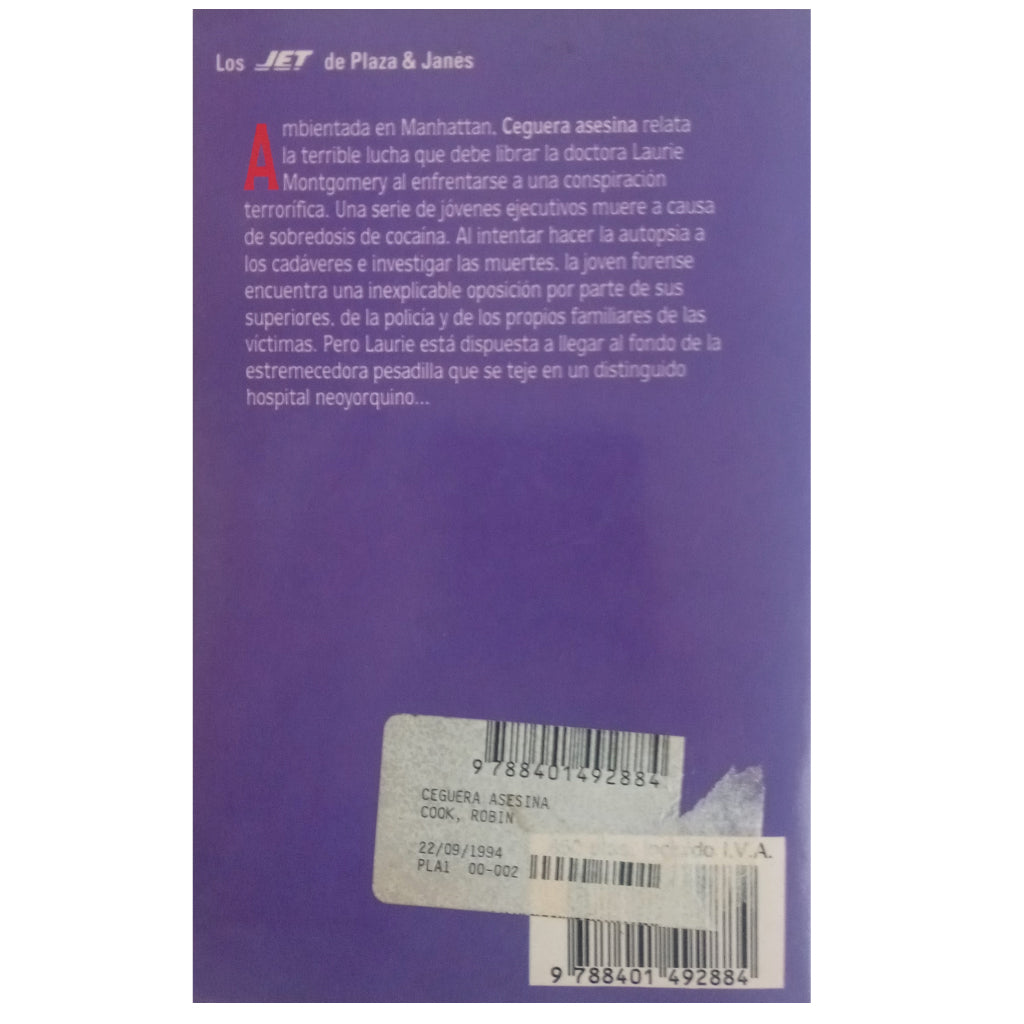 Los JET de Plaza & Janés
Ambientada en Manhattan, Ceguera asesina relata
la terrible lucha que debe librar la doctora Laurie
Montgomery al enfrentarse a una conspiración
terrorífica. Una serie de jóvenes ejecutivos muere a causa
de sobredosis de cocaína. Al intentar hacer la autopsia a
los cadáveres e investigar las muertes, la joven forense
encuentra una inexplicable oposición por parte de sus
superiores, de la policía y de los propios familiares de las
víctimas. Pero Laurie está dispuesta a llegar al fondo de la
estremecedora pesadilla que se teje en un distinguido
hospital neoyorquino...
9 788401 492884
CEGUERA ASESINA
COOK, ROBIN
22/09/1994
PLA1 00-002
I.V.A.
9 788401 492884